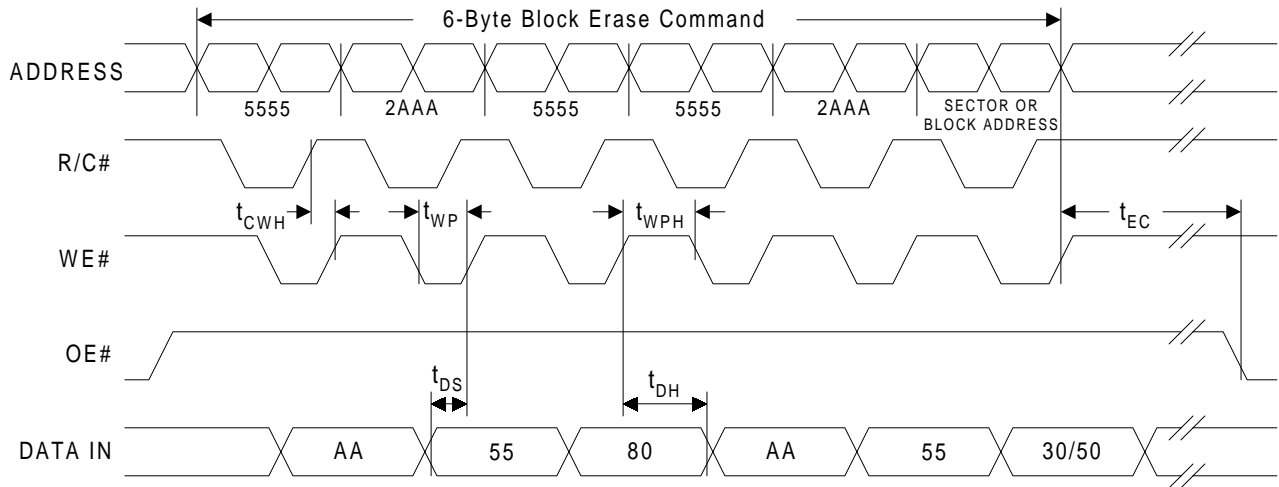 6-Byte Block Erase Command
ADDRESS
5555 2AAA 5555 5555 2AAA SECTOR OR
BLOCK ADDRESS
R/C#
tCWH tWP tWPH tEC
WE#
OE#
tDS tDH
DATA IN AA 55 80 AA 55 30/50